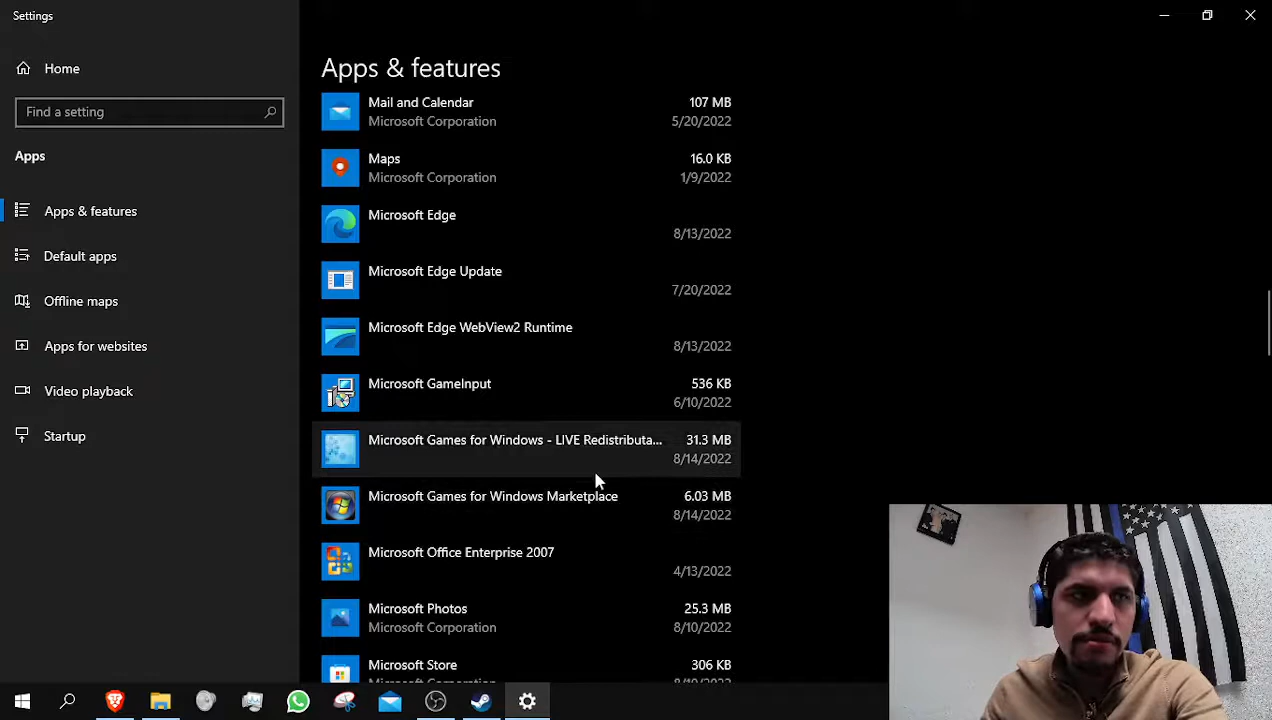 Settings
Home
Find a setting
Apps
Apps & features
Default apps
Offline maps
Apps for websites
Video playback
Startup
Apps & features
Mail and Calendar 107 MB
Microsoft Corporation 5/20/2022
Maps 16.0 KB
Microsoft Corporation 1/9/2022
Microsoft Edge
8/13/2022
Microsoft Edge Update
7/20/2022
Microsoft Edge WebView2 Runtime
8/13/2022
Microsoft GameInput 536 KB
6/10/2022
Microsoft Games for Windows - LIVE Redistributa... 31.3 MB
8/14/2022
Microsoft Games for Windows Marketplace 6.03 MB
8/14/2022
Microsoft Office Enterprise 2007
4/13/2022
Microsoft Photos 25.3 MB
Microsoft Corporation 8/10/2022
Microsoft Store 306 KB
Microsoft Corporation 8/10/2022